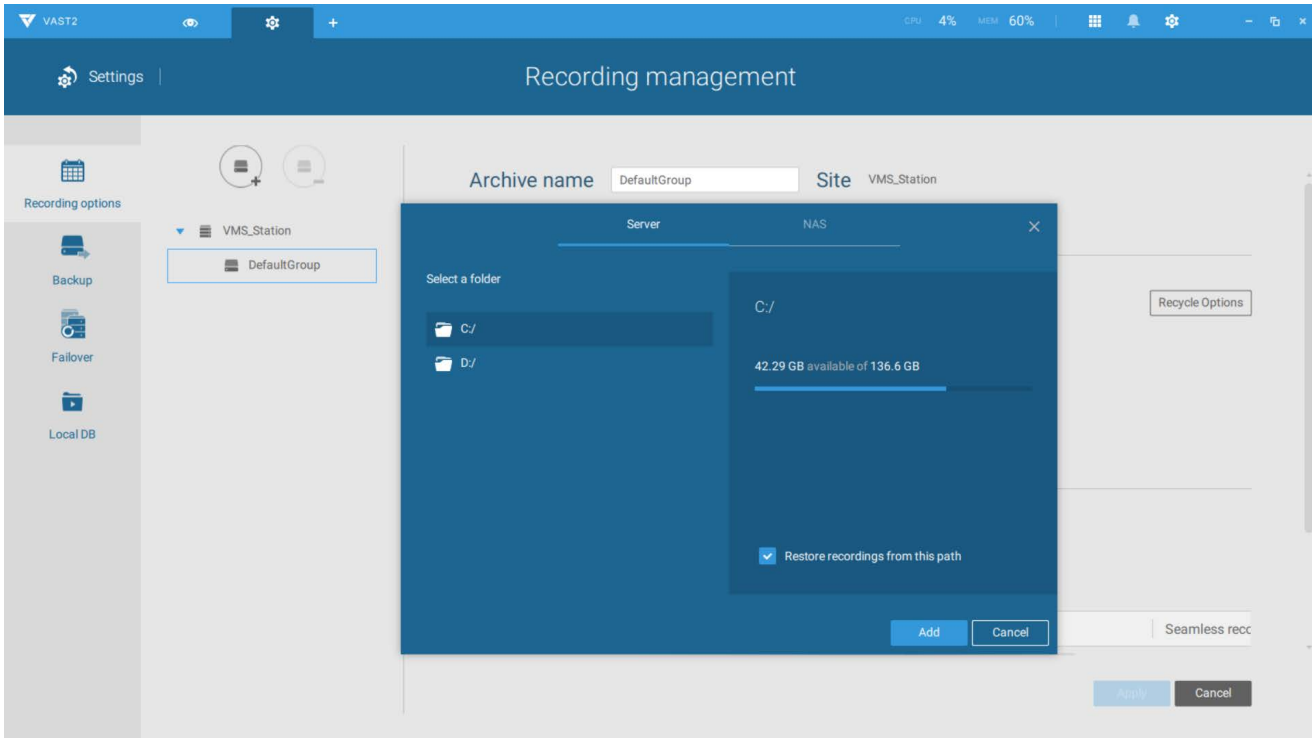 VAST2
CPU 4% MEM 60%
Settings
Recording management
Recording options
Backup
Failover
Local DB
VMS_Station
DefaultGroup
Archive name DefaultGroup Site VMS_Station
Recycle Options
Server NAS
Select a folder
C:/
D:/
C:/
42.29 GB available of 136.6 GB
Restore recordings from this path
Add Cancel
Seamless recc
Apply Cancel